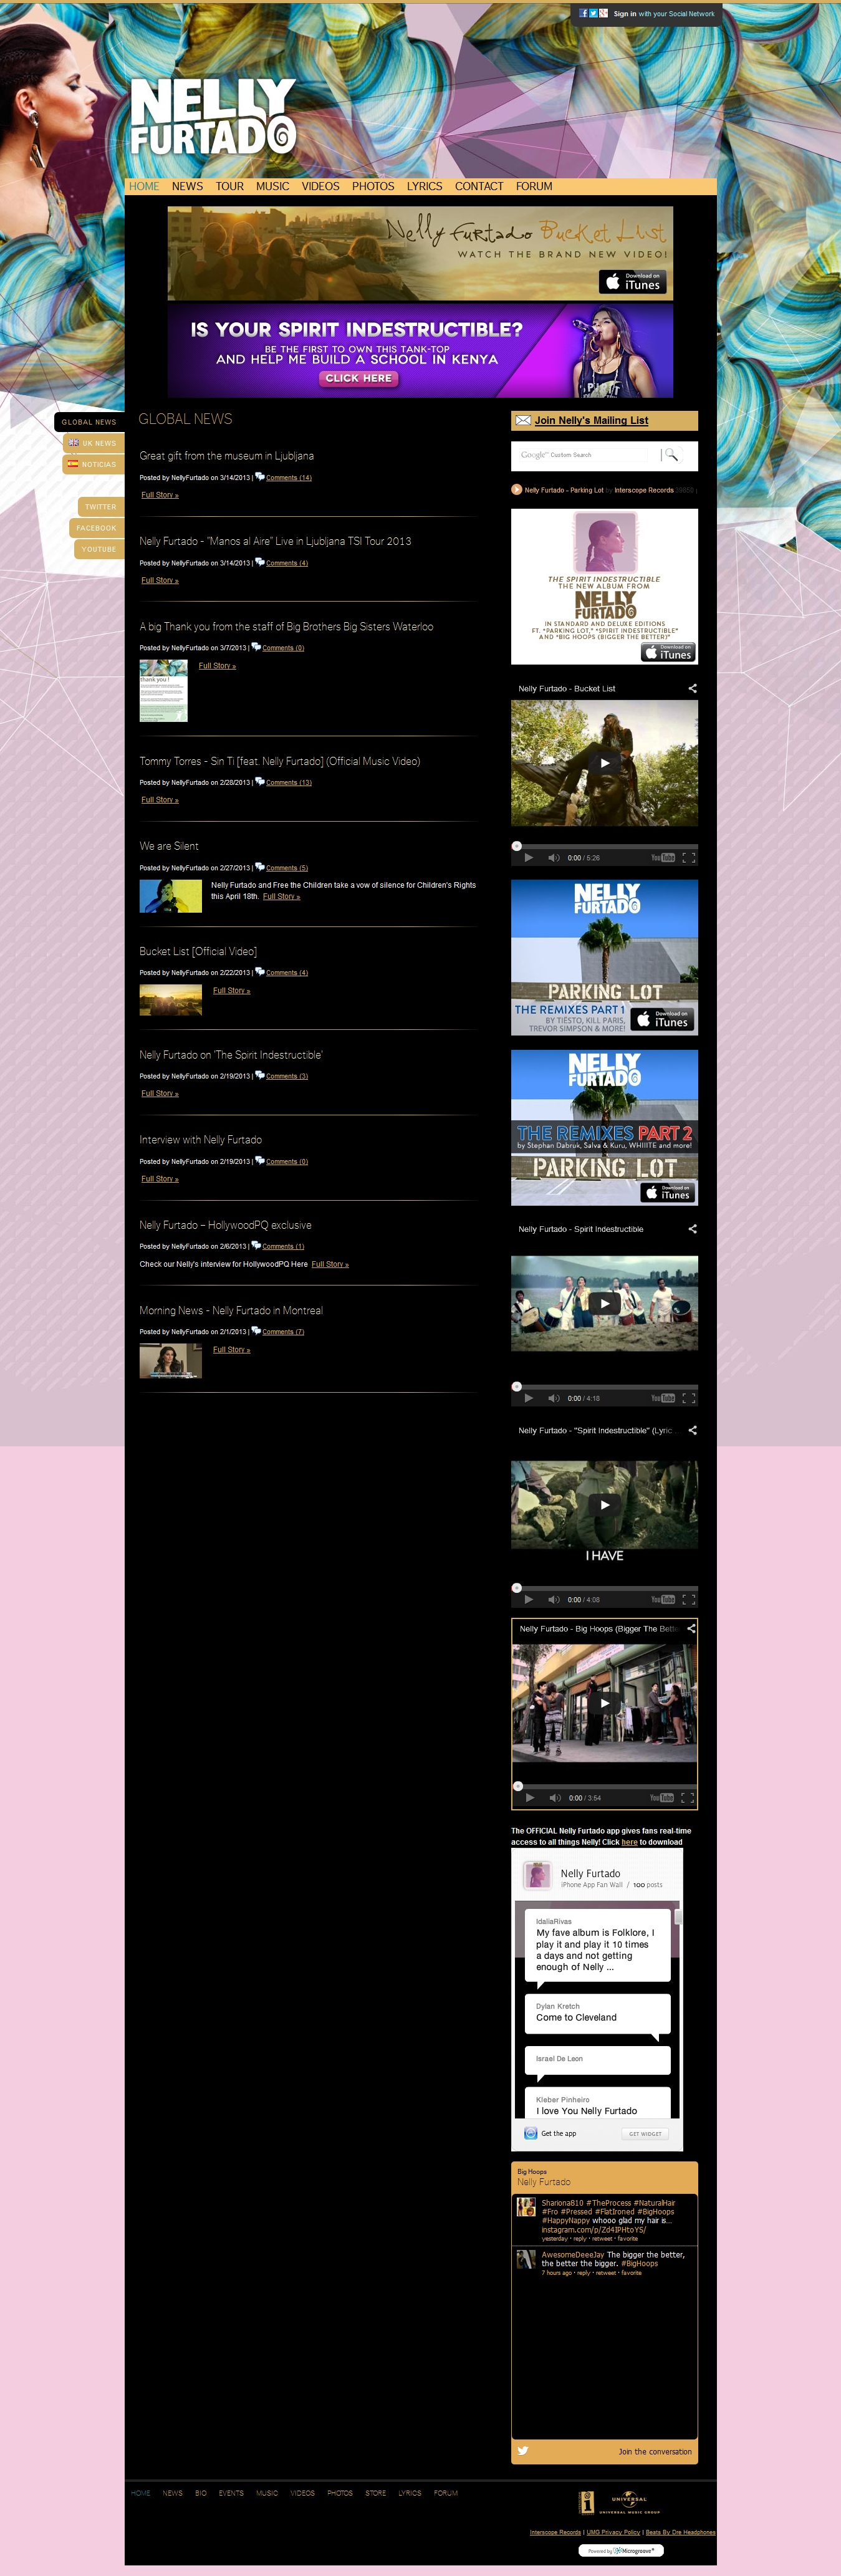 Sign in with your Social Network
NELLY
FURTADO
HOME NEWS TOUR MUSIC VIDEOS PHOTOS LYRICS CONTACT FORUM
Nelly Furtado Bucket List
WATCH THE BRAND NEW VIDEO!
Download on
iTunes
IS YOUR SPIRIT INDESTRUCTIBLE?
BE THE FIRST TO OWN THIS TANK-TOP
AND HELP ME BUILD A SCHOOL IN KENYA
CLICK HERE
GLOBAL NEWS
UK NEWS
NOTICIAS
TWITTER
FACEBOOK
YOUTUBE
GLOBAL NEWS
Great gift from the museum in Ljubljana
Posted by NellyFurtado on 3/14/2013 | Comments (14)
Full Story »
Nelly Furtado - "Manos al Aire" Live in Ljubljana TSI Tour 2013
Posted by NellyFurtado on 3/14/2013 | Comments (4)
Full Story »
A big Thank you from the staff of Big Brothers Big Sisters Waterloo
Posted by NellyFurtado on 3/7/2013 | Comments (0)
thank you !
Full Story »
Tommy Torres - Sin Ti [feat. Nelly Furtado] (Official Music Video)
Posted by NellyFurtado on 2/28/2013 | Comments (13)
Full Story »
We are Silent
Posted by NellyFurtado on 2/27/2013 | Comments (5)
Nelly Furtado and Free the Children take a vow of silence for Children's Rights
this April 18th. Full Story »
Bucket List [Official Video]
Posted by NellyFurtado on 2/22/2013 | Comments (4)
Full Story »
Nelly Furtado on 'The Spirit Indestructible'
Posted by NellyFurtado on 2/19/2013 | Comments (3)
Full Story »
Interview with Nelly Furtado
Posted by NellyFurtado on 2/19/2013 | Comments (0)
Full Story »
Nelly Furtado – HollywoodPQ exclusive
Posted by NellyFurtado on 2/6/2013 | Comments (1)
Check our Nelly's interview for HollywoodPQ Here Full Story »
Morning News - Nelly Furtado in Montreal
Posted by NellyFurtado on 2/1/2013 | Comments (7)
Full Story »
Join Nelly's Mailing List
Google Custom Search
Nelly Furtado - Parking Lot by Interscope Records
THE SPIRIT INDESTRUCTIBLE
THE NEW ALBUM FROM
NELLY
FURTADO
IN STANDARD AND DELUXE EDITIONS
FT. "PARKING LOT," "SPIRIT INDESTRUCTIBLE"
AND "BIG HOOPS (BIGGER THE BETTER)"
Download on
iTunes
Nelly Furtado - Bucket List
0:00 / 5:26 YouTube
NELLY
FURTADO
PARKING LOT
THE REMIXES PART 1
BY TIËSTO, KILL PARIS,
TREVOR SIMPSON & MORE!
Download on
iTunes
NELLY
FURTADO
THE REMIXES PART 2
by Stephan Dabruk, Salva & Kuru, WHIIITE and more!
PARKING LOT
Download on
iTunes
Nelly Furtado - Spirit Indestructible
0:00 / 4:18 YouTube
Nelly Furtado - "Spirit Indestructible" (Lyric ...
I HAVE
0:00 / 4:08 YouTube
Nelly Furtado - Big Hoops (Bigger The Bette
0:00 / 3:54 YouTube
The OFFICIAL Nelly Furtado app gives fans real-time
access to all things Nelly! Click here to download
Nelly Furtado
iPhone App Fan Wall / 100 posts
IdaliaRivas
My fave album is Folklore, I
play it and play it 10 times
a days and not getting
enough of Nelly ...
Dylan Kretch
Come to Cleveland
Israel De Leon
Kleber Pinheiro
I love You Nelly Furtado
Get the app
GET WIDGET
Big Hoops
Nelly Furtado
Shariona810 #TheProcess #NaturalHair
#Fro #Pressed #FlatIroned #BigHoops
#HappyNappy whooo glad my hair is...
instagram.com/p/Zd4IPHtoYS/
yesterday · reply · retweet · favorite
AwesomeDeeeJay The bigger the better,
the better the bigger. #BigHoops
7 hours ago · reply · retweet · favorite
Join the conversation
HOME NEWS BIO EVENTS MUSIC VIDEOS PHOTOS STORE LYRICS FORUM
UNIVERSAL
UNIVERSAL MUSIC GROUP
Interscope Records | UMG Privacy Policy | Beats By Dre Headphones
Powered by Microgroove